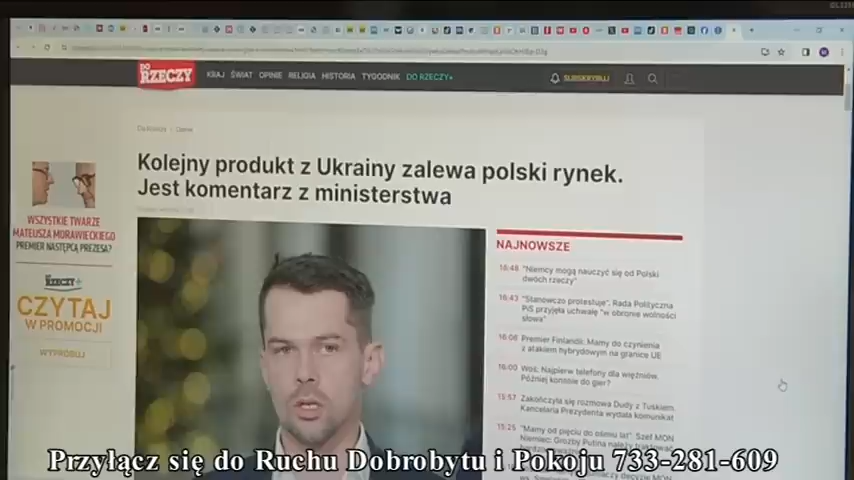 DO RZECZY
KRAJ ŚWIAT OPINIE RELIGIA HISTORIA TYGODNIK DO RZECZY+
SUBSKRYBUJ
Kolejny produkt z Ukrainy zalewa polski rynek.
Jest komentarz z ministerstwa
WSZYSTKIE TWARZE
MATEUSZA MORAWIECKIEGO
PREMIER NASTĘPCĄ PREZESA?
RZECZY+
CZYTAJ
W PROMOCJI
WYPRÓBUJ
NAJNOWSZE
16:48 "Niemcy mogą nauczyć się od Polski
dwóch rzeczy"
16:43 "Stanowczo protestuję". Rada Polityczna
PiS przyjęła uchwałę "w obronie wolności
słowa"
16:08 Premier Finlandii: Mamy do czynienia
z atakiem hybrydowym na granice UE
16:00 Woś: Najpierw telefony dla więźniów.
Później konsole do gier?
15:57 Zakończyła się rozmowa Dudy z Tuskiem.
Kancelaria Prezydenta wydała komunikat
15:25 "Mamy od pięciu do ośmiu lat". Szef MON
Niemiec: Groźby Putina należy traktować
Przyłącz się do Ruchu Dobrobytu i Pokoju 733-281-609